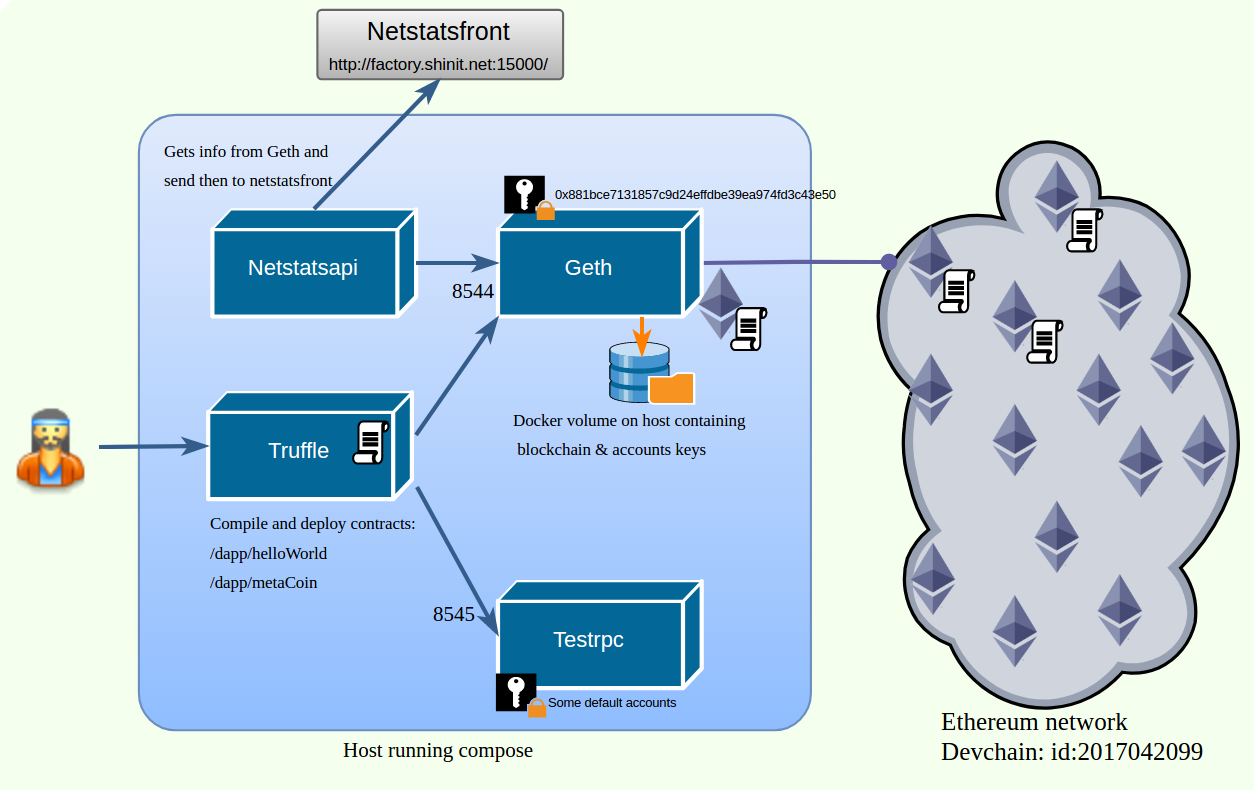 Netstatsfront
http://factory.shinit.net:15000/
Gets info from Geth and
send then to netstatsfront
0x881bce7131857c9d24effdbe39ea974fd3c43e50
Netstatsapi
Geth
8544
Docker volume on host containing
blockchain & accounts keys
Truffle
Compile and deploy contracts:
/dapp/helloWorld
/dapp/metaCoin
8545
Testrpc
Some default accounts
Host running compose
Ethereum network
Devchain: id:2017042099